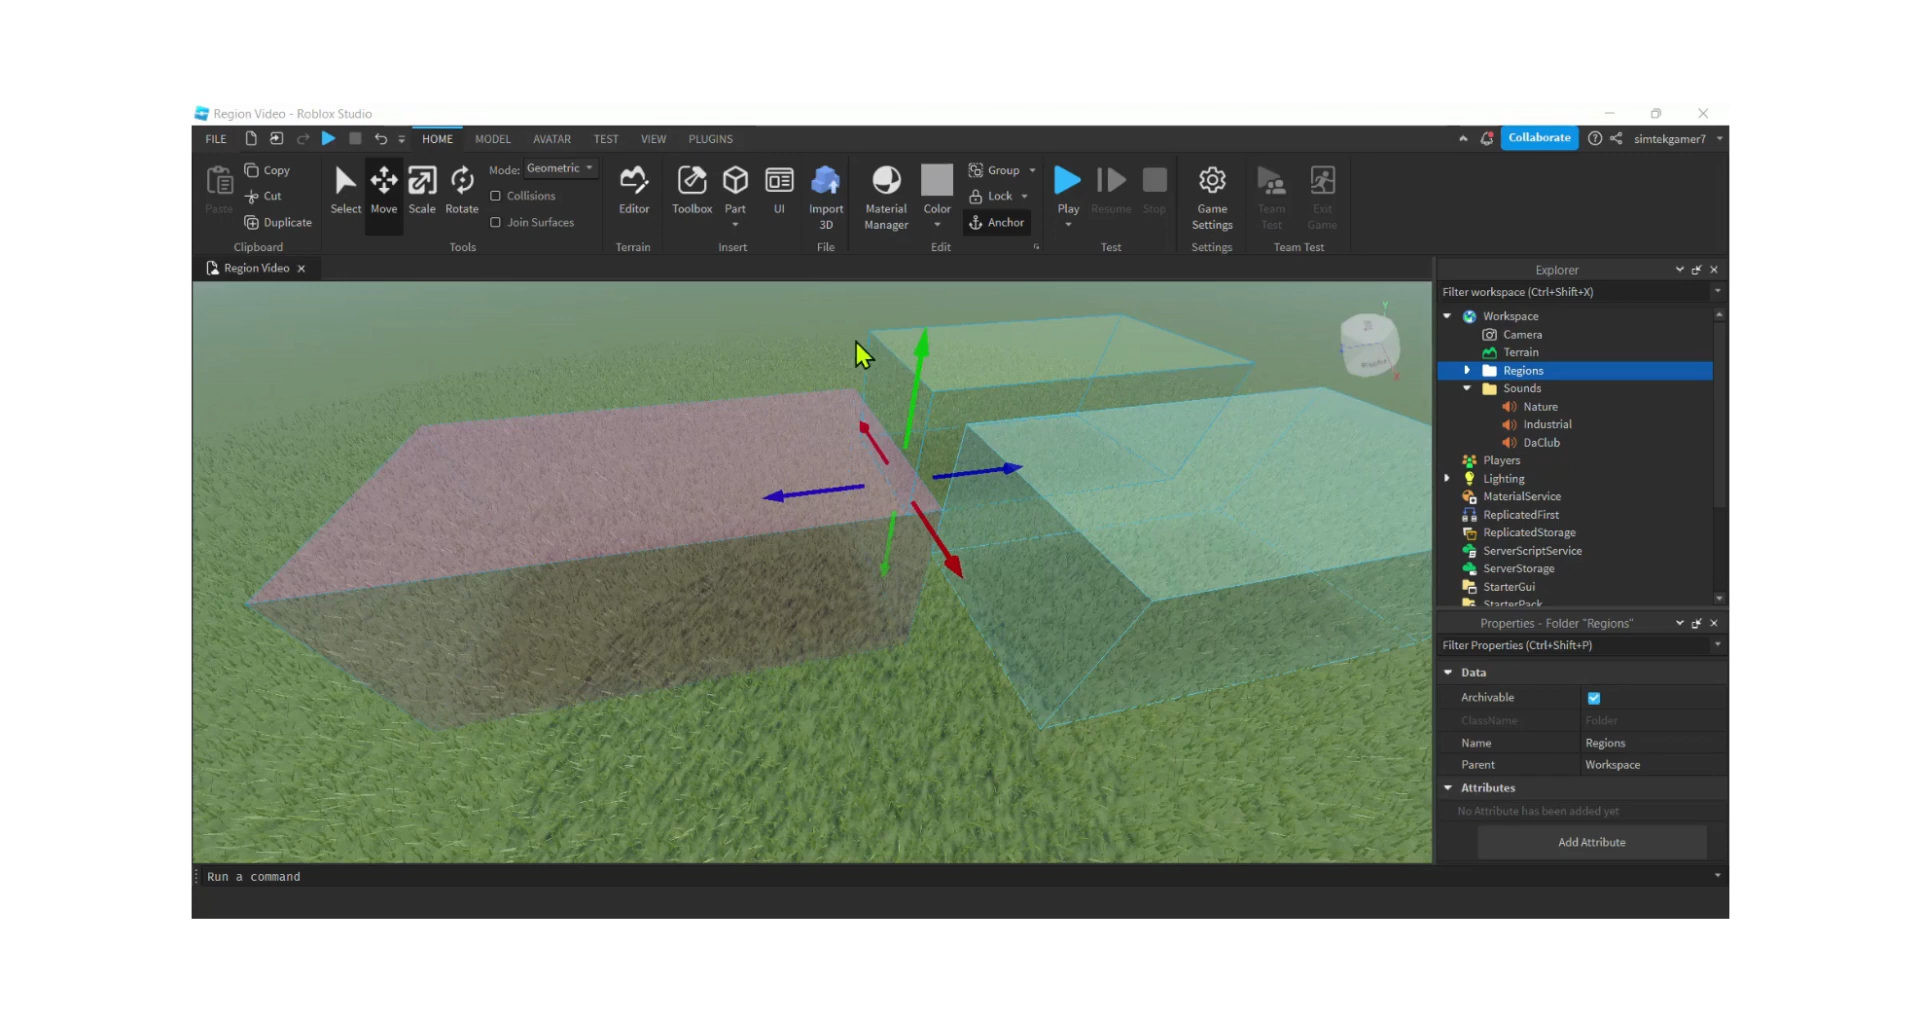 Region Video - Roblox Studio
FILE HOME MODEL AVATAR TEST VIEW PLUGINS Collaborate simtekgamer7
Paste Copy Cut Duplicate
Clipboard
Select Move Scale Rotate
Mode: Geometric
Collisions
Join Surfaces
Tools
Editor
Terrain
Toolbox Part UI
Insert
Import 3D
File
Material Manager Color
Group
Lock
Anchor
Edit
Play Resume Stop
Test
Game Settings
Settings
Team Test Exit Game
Team Test
Region Video
Explorer
Filter workspace (Ctrl+Shift+X)
Workspace
Camera
Terrain
Regions
Sounds
Nature
Industrial
DaClub
Players
Lighting
MaterialService
ReplicatedFirst
ReplicatedStorage
ServerScriptService
ServerStorage
StarterGui
StarterPack
Properties - Folder "Regions"
Filter Properties (Ctrl+Shift+P)
Data
Archivable
ClassName Folder
Name Regions
Parent Workspace
Attributes
No Attribute has been added yet
Add Attribute
Run a command
Y
X